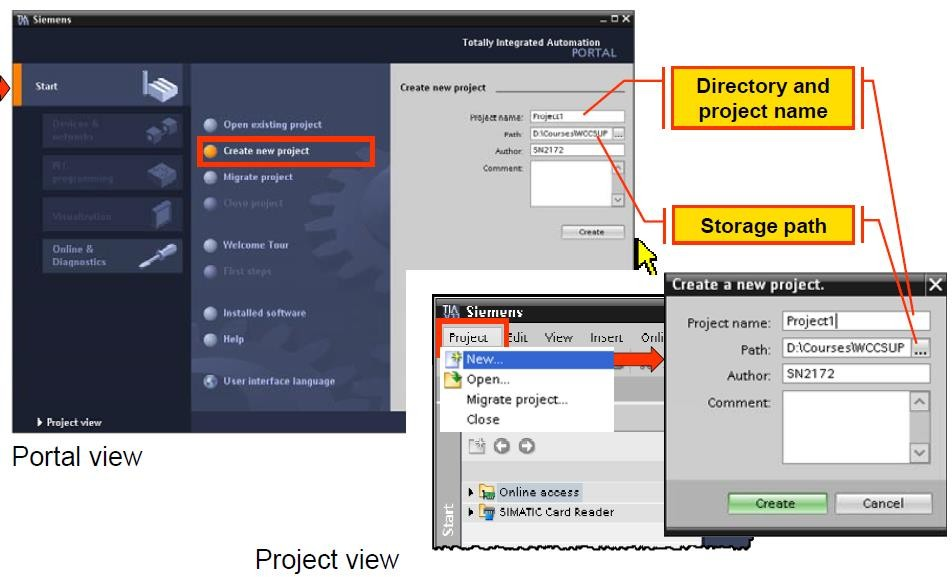 TIA Siemens
Totally Integrated Automation
PORTAL
Start
Devices &
networks
PLC
programming
Visualization
Online &
Diagnostics
Open existing project
Create new project
Migrate project
Close project
Welcome Tour
First steps
Installed software
Help
User interface language
Project view
Create new project
Project name: Project1
Path: D:\Courses\WCCSUP ...
Author: SN2172
Comment:
Create
Directory and
project name
Storage path
Portal view
TIA Siemens
Project Edit View Insert Onli
New...
Open...
Migrate project...
Close
Start
Online access
SIMATIC Card Reader
Project view
Create a new project.
Project name: Project1
Path: D:\Courses\WCCSUP ...
Author: SN2172
Comment:
Create Cancel